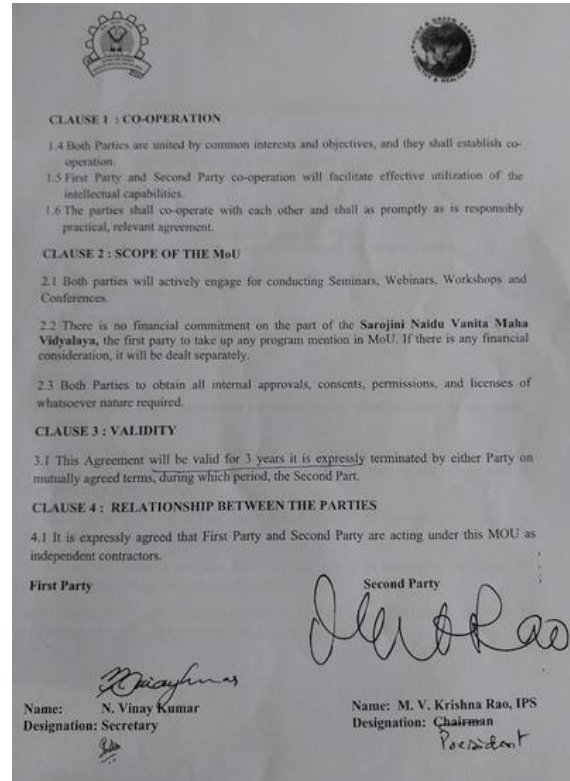 CLAUSE 1 : CO-OPERATION
1.4 Both Parties are united by common interests and objectives, and they shall establish co-
operation.
1.5 First Party and Second Party co-operation will facilitate effective utilization of the
intellectual capabilities.
1.6 The parties shall co-operate with each other and shall as promptly as is responsibly
practical, relevant agreement.
CLAUSE 2 : SCOPE OF THE MoU
2.1 Both parties will actively engage for conducting Seminars, Webinars, Workshops and
Conferences.
2.2 There is no financial commitment on the part of the Sarojini Naidu Vanita Maha
Vidyalaya, the first party to take up any program mention in MoU. If there is any financial
consideration, it will be dealt separately.
2.3 Both Parties to obtain all internal approvals, consents, permissions, and licenses of
whatsoever nature required.
CLAUSE 3 : VALIDITY
3.1 This Agreement will be valid for 3 years it is expressly terminated by either Party on
mutually agreed terms, during which period, the Second Part.
CLAUSE 4 : RELATIONSHIP BETWEEN THE PARTIES
4.1 It is expressly agreed that First Party and Second Party are acting under this MOU as
independent contractors.
First Party Second Party
Name: N. Vinay Kumar Name: M. V. Krishna Rao, IPS
Designation: Secretary Designation: Chairman
President